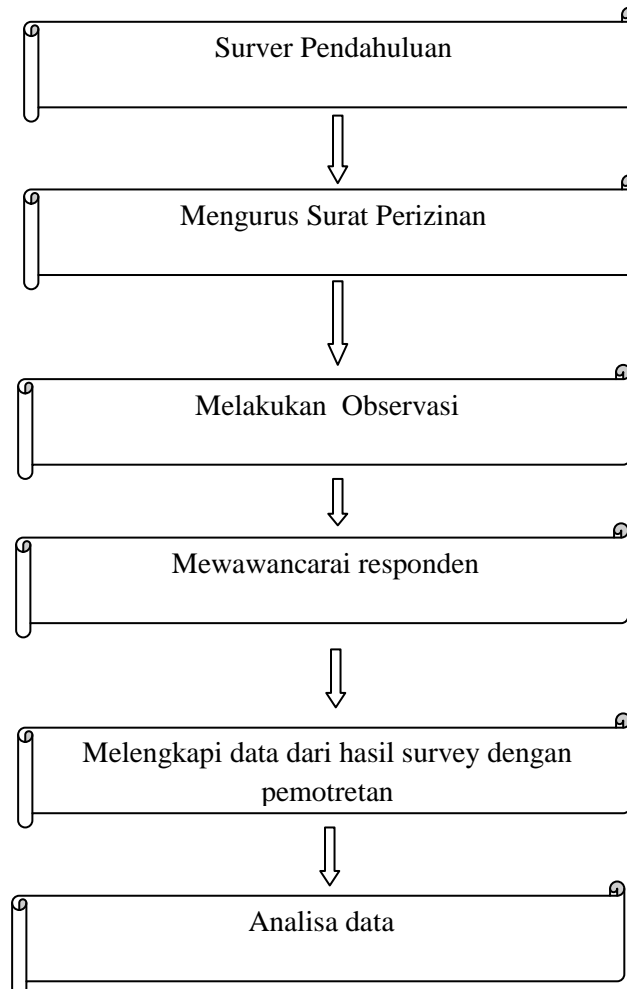 Surver Pendahuluan
Mengurus Surat Perizinan
Melakukan  Observasi
Mewawancarai responden
Melengkapi data dari hasil survey dengan
pemotretan
Analisa data